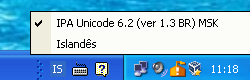 IPA Unicode 6.2 (ver 1.3 BR) MSK
Islandês
IS
11:18